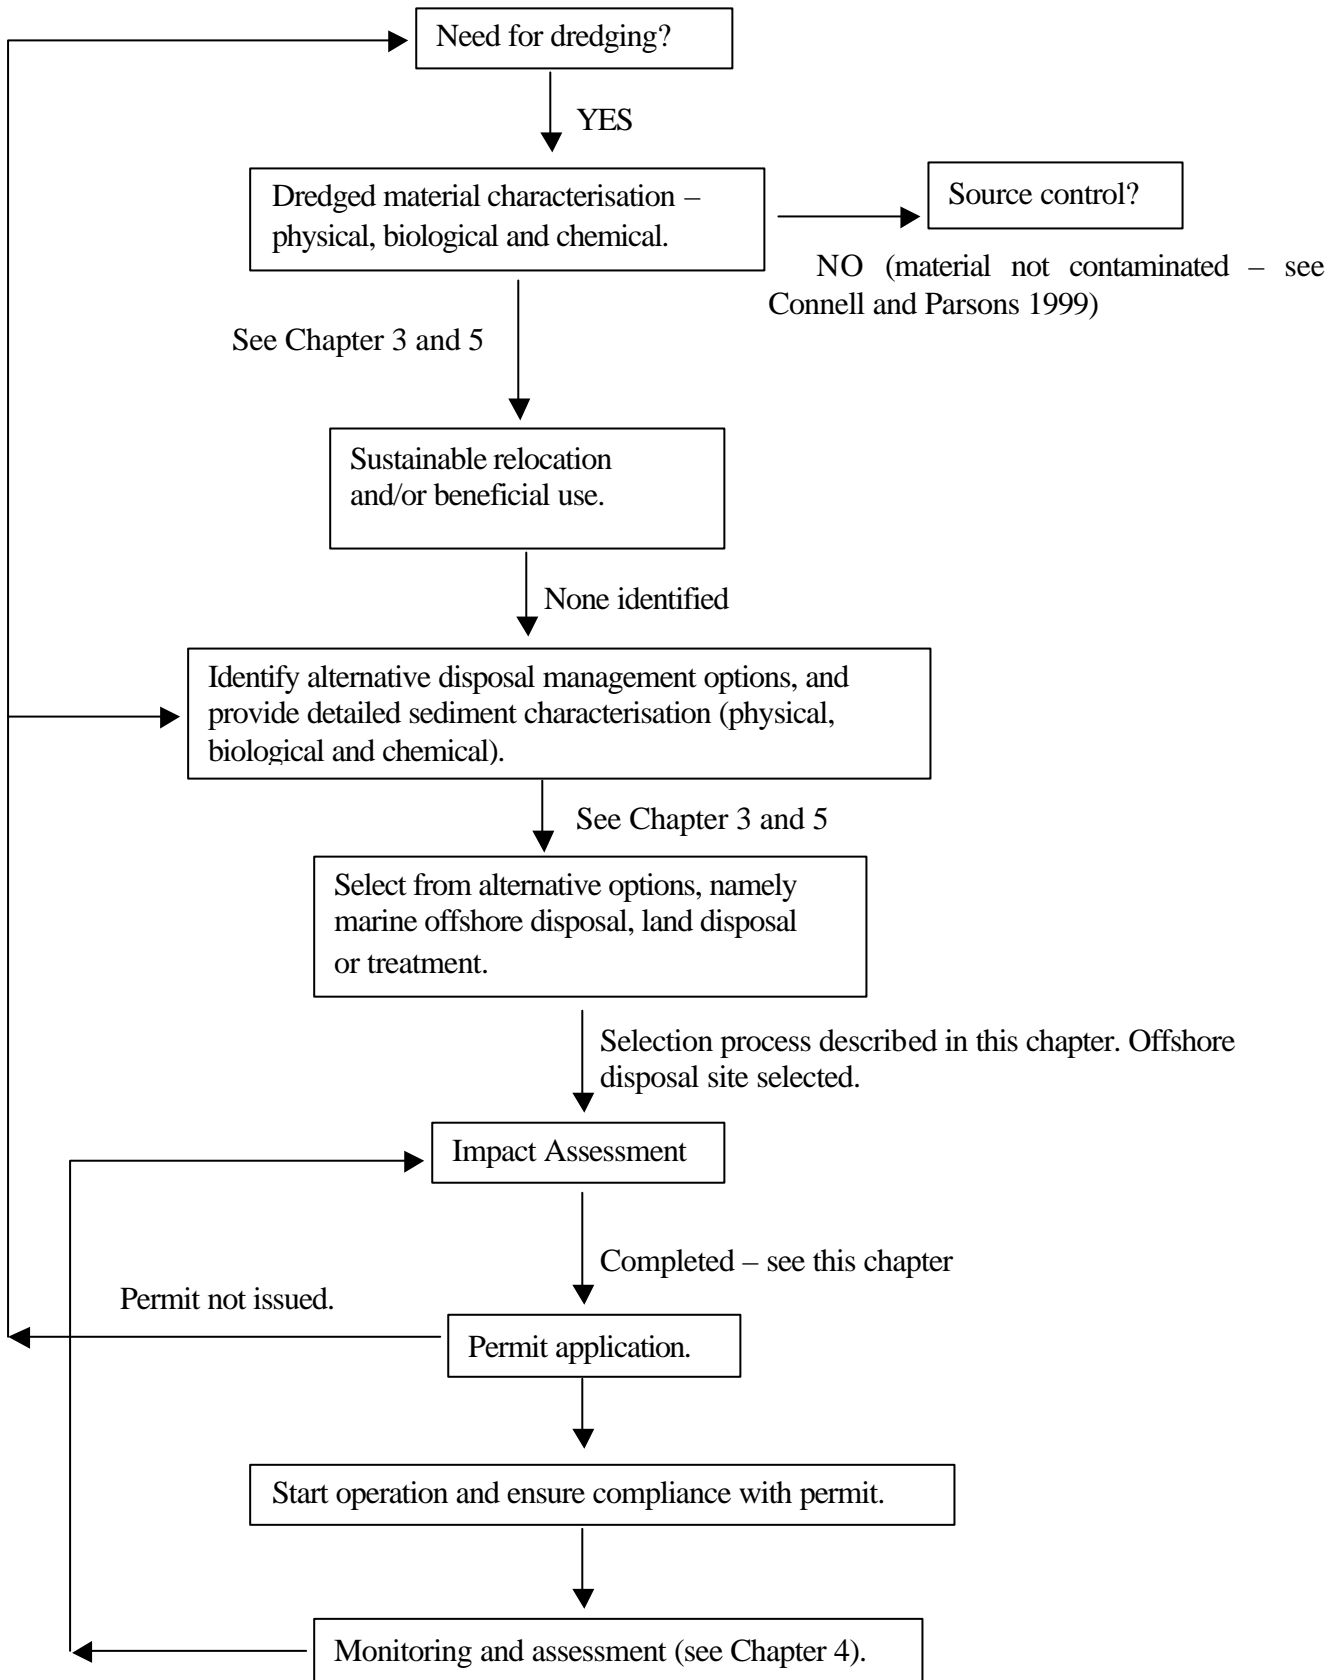 Need for dredging?
YES
Dredged material characterisation –
physical, biological and chemical.
Source control?
NO (material not contaminated – see
Connell and Parsons 1999)
See Chapter 3 and 5
Sustainable relocation
and/or beneficial use.
None identified
Identify alternative disposal management options, and
provide detailed sediment characterisation (physical,
biological and chemical).
See Chapter 3 and 5
Select from alternative options, namely
marine offshore disposal, land disposal
or treatment.
Selection process described in this chapter. Offshore
disposal site selected.
Impact Assessment
Completed – see this chapter
Permit not issued.
Permit application.
Start operation and ensure compliance with permit.
Monitoring and assessment (see Chapter 4).